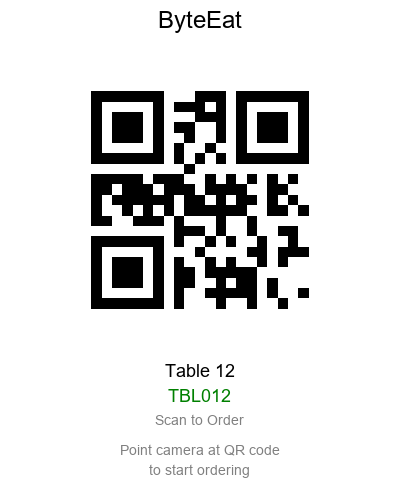 ByteEat
Table 12
TBL012
Scan to Order
Point camera at QR code
to start ordering